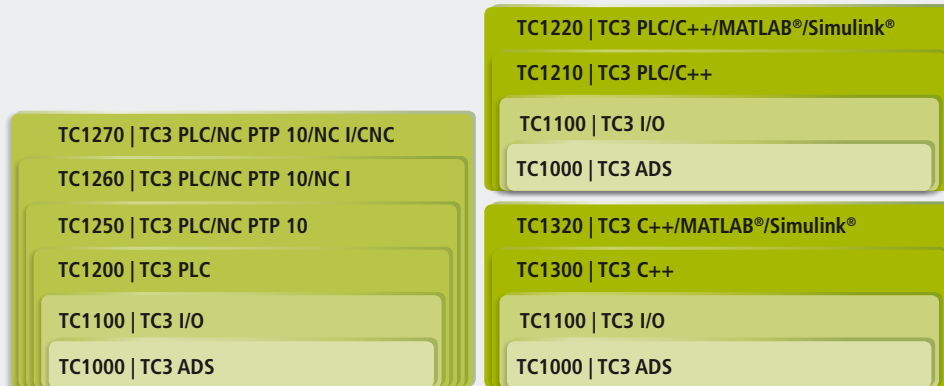 TC1270 | TC3 PLC/NC PTP 10/NC I/CNC
TC1260 | TC3 PLC/NC PTP 10/NC I
TC1250 | TC3 PLC/NC PTP 10
TC1200 | TC3 PLC
TC1100 | TC3 I/O
TC1000 | TC3 ADS
TC1220 | TC3 PLC/C++/MATLAB®/Simulink®
TC1210 | TC3 PLC/C++
TC1100 | TC3 I/O
TC1000 | TC3 ADS
TC1320 | TC3 C++/MATLAB®/Simulink®
TC1300 | TC3 C++
TC1100 | TC3 I/O
TC1000 | TC3 ADS